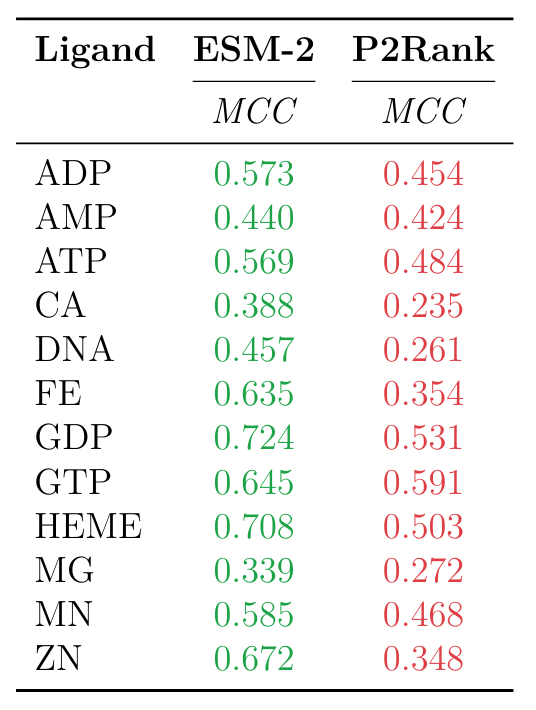 Ligand ESM-2 P2Rank
MCC MCC
ADP 0.573 0.454
AMP 0.440 0.424
ATP 0.569 0.484
CA 0.388 0.235
DNA 0.457 0.261
FE 0.635 0.354
GDP 0.724 0.531
GTP 0.645 0.591
HEME 0.708 0.503
MG 0.339 0.272
MN 0.585 0.468
ZN 0.672 0.348